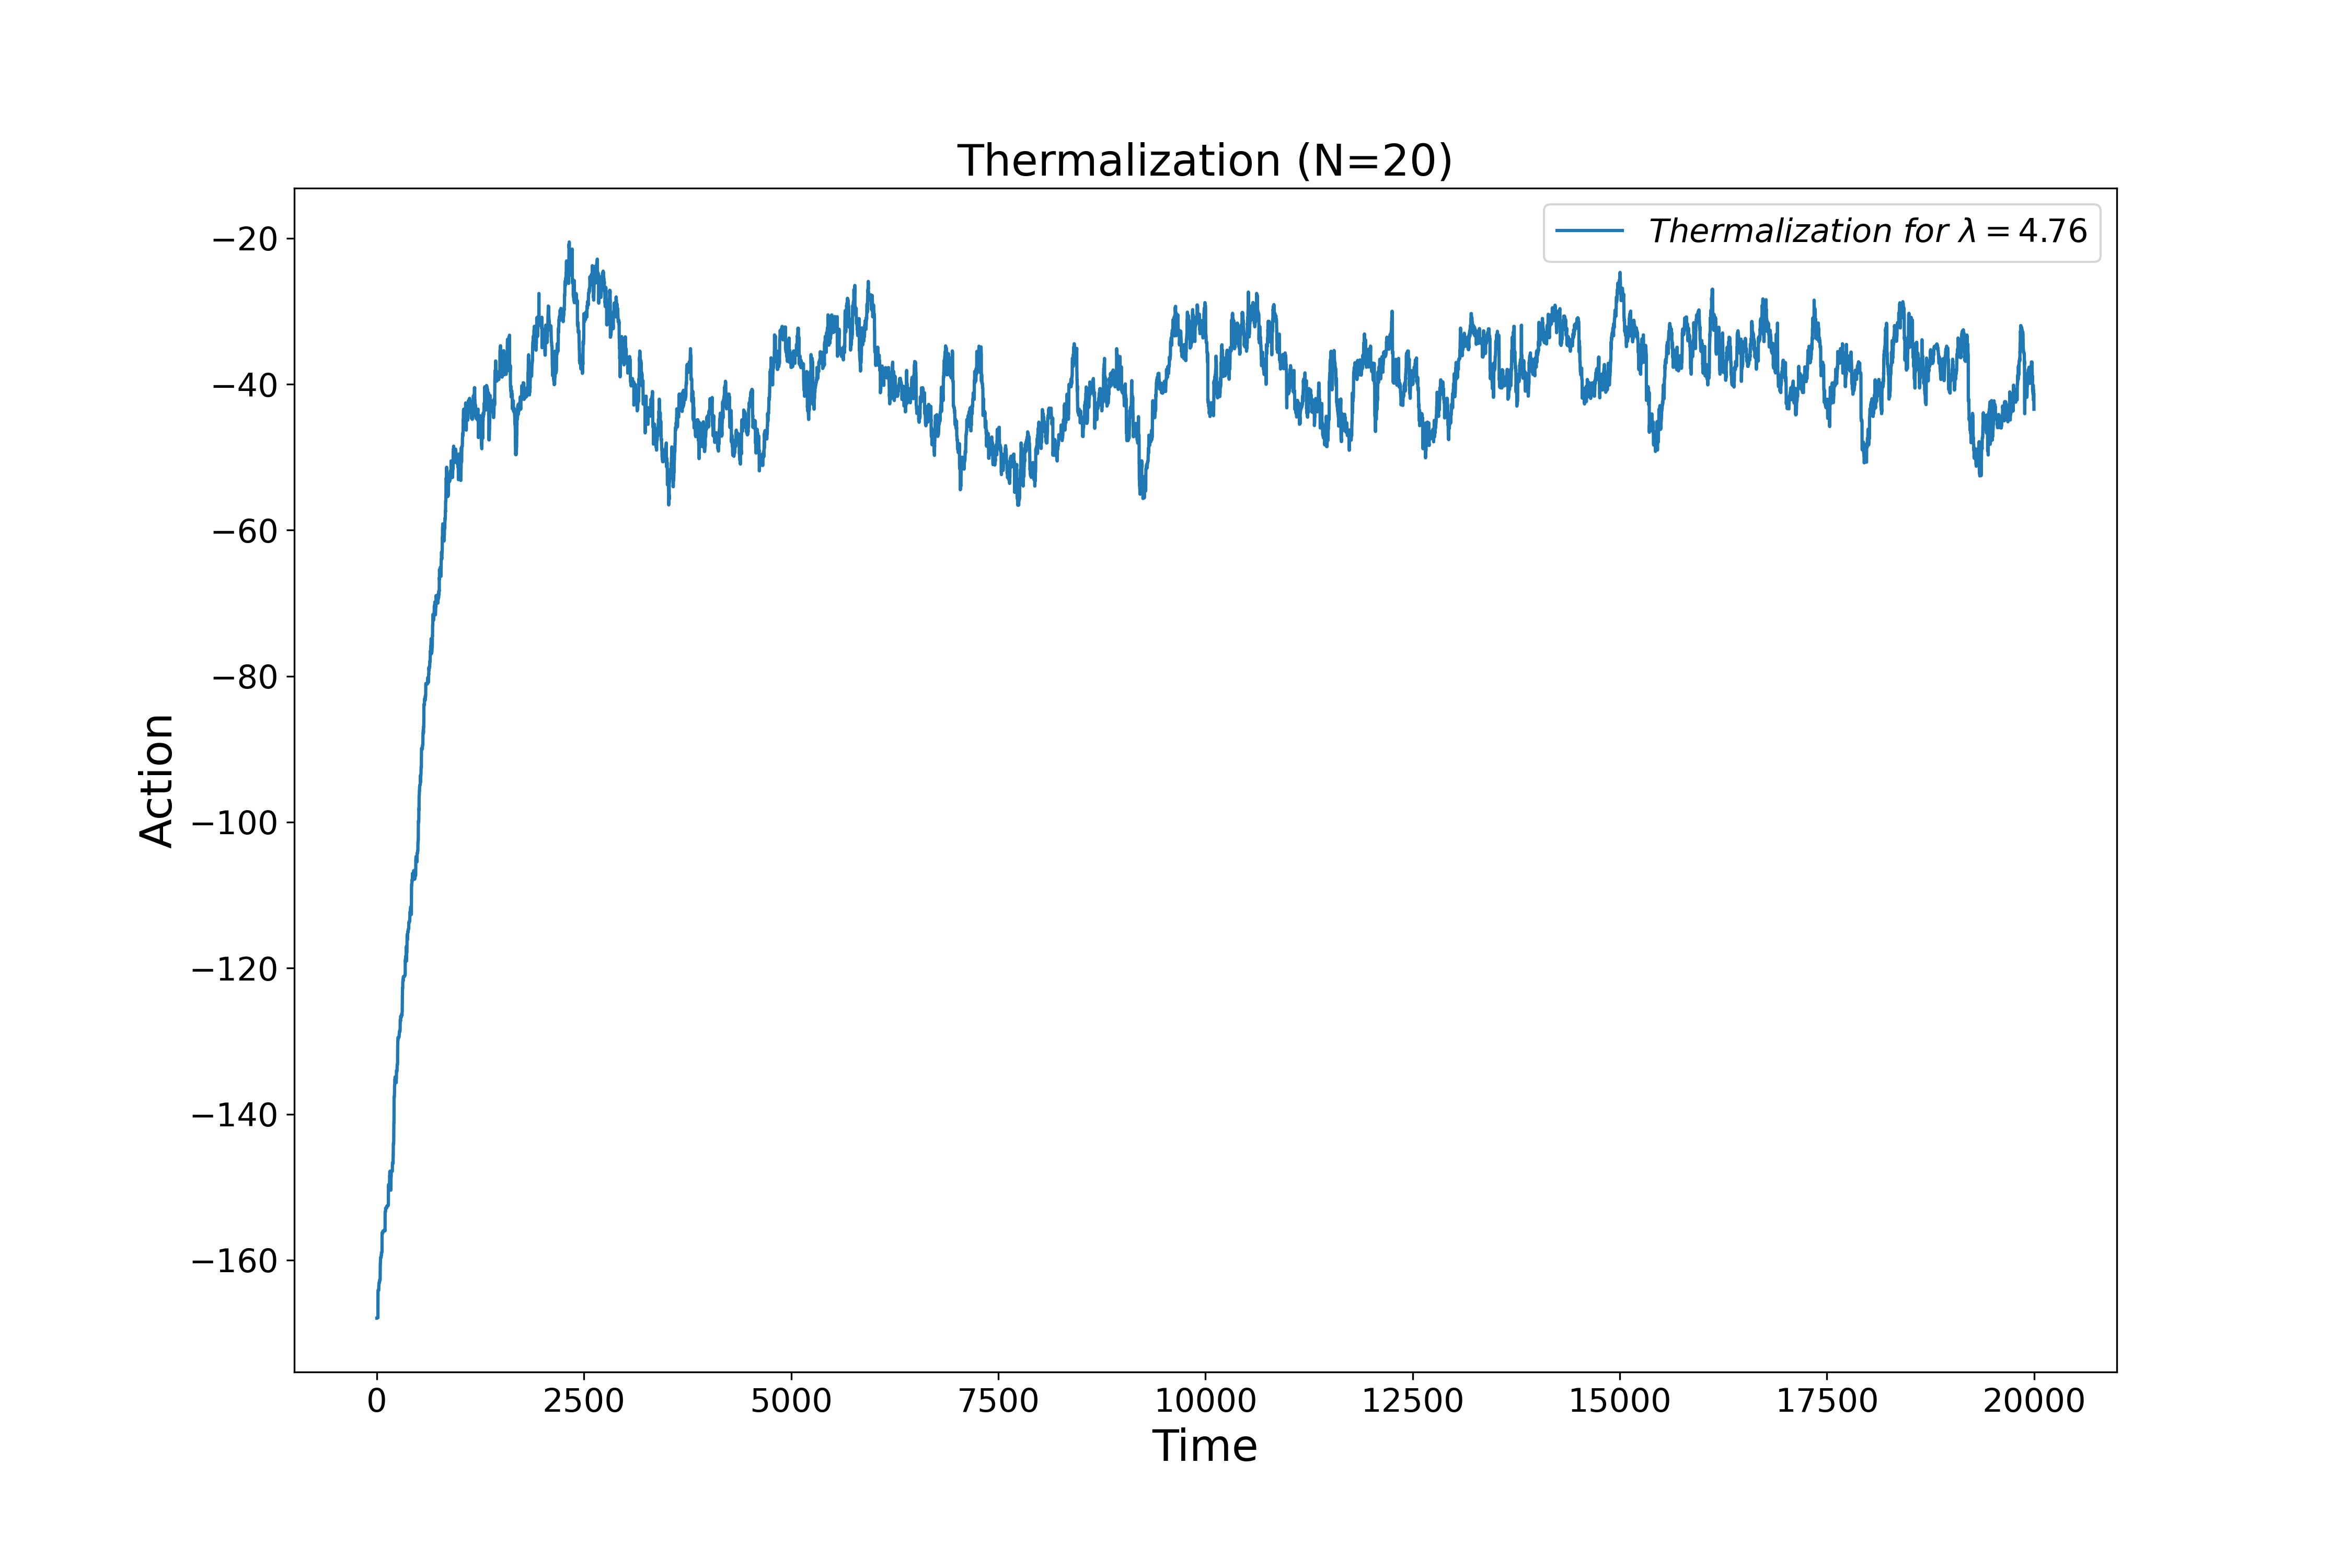 Thermalization (N=20)
Thermalization for λ = 4.76
Action
−20
−40
−60
−80
−100
−120
−140
−160
0 2500 5000 7500 10000 12500 15000 17500 20000
Time